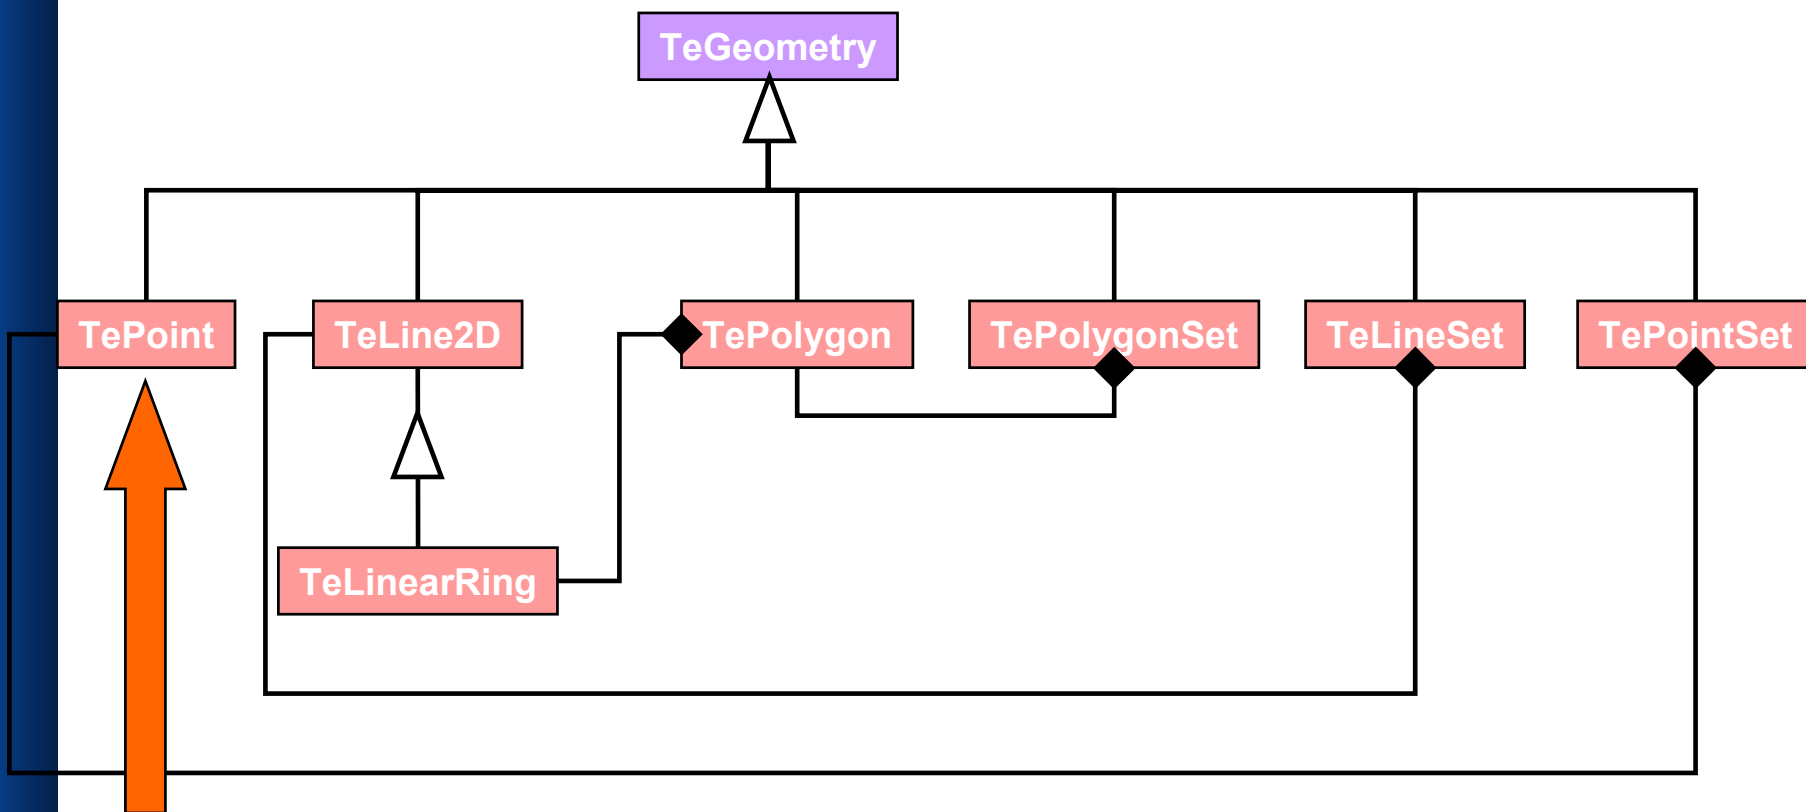 TeGeometry
TePoint
TeLine2D
TePolygon
TePolygonSet
TeLineSet
TePointSet
TeLinearRing